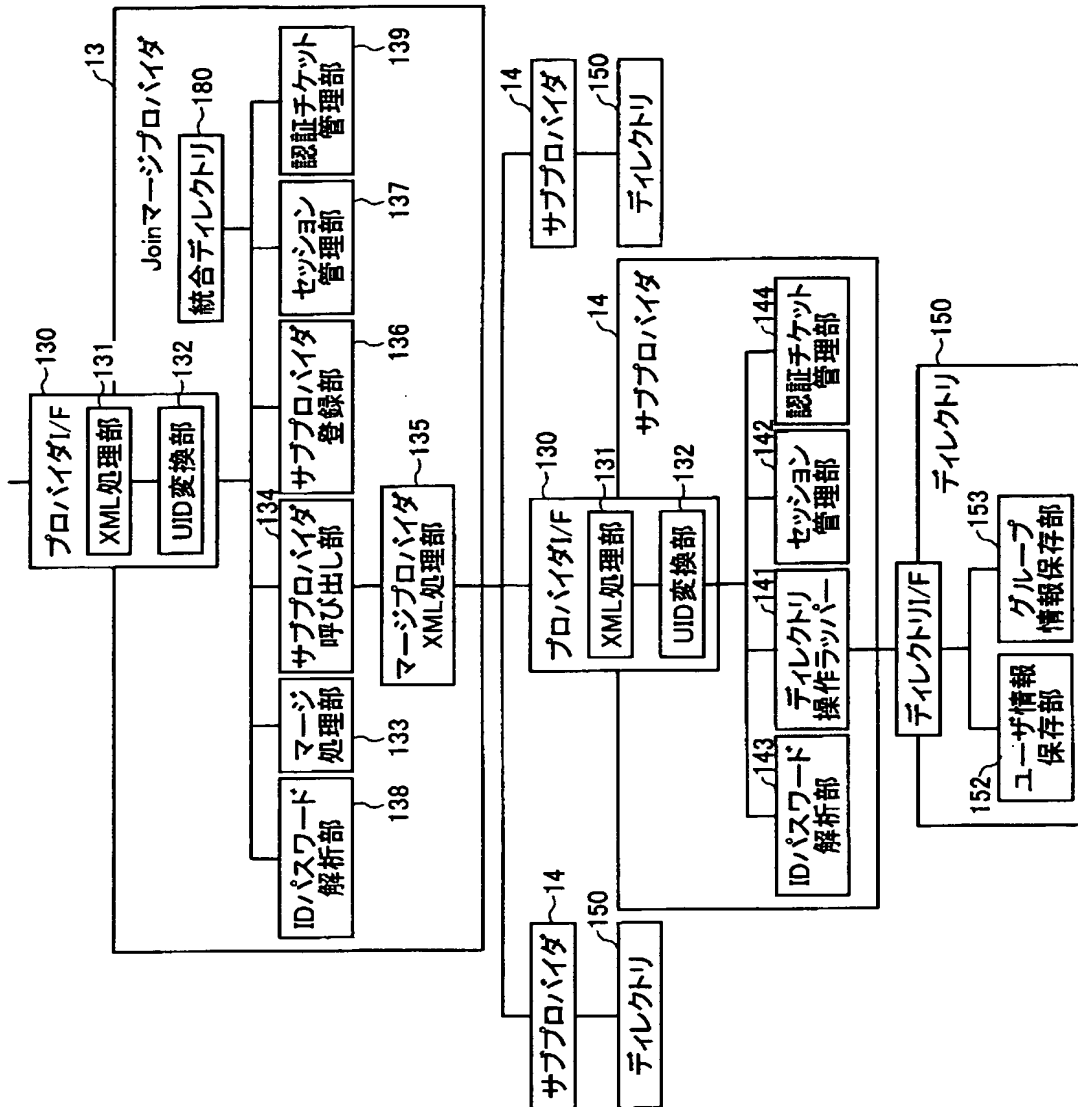 プロバイダI/F
130
XML処理部
131
UID変換部
132
13
Joinマージプロバイダ
統合ディレクトリ
180
IDパスワード
解析部
138
マージ
処理部
133
サブプロバイダ
呼び出し部
134
サブプロバイダ
登録部
136
セッション
管理部
137
認証チケット
管理部
139
マージプロバイダ
XML処理部
135
サブプロバイダ
14
ディレクトリ
150
プロバイダI/F
130
XML処理部
131
UID変換部
132
サブプロバイダ
14
IDパスワード
解析部
143
ディレクトリ
操作ラッパー
141
セッション
管理部
142
認証チケット
管理部
144
ディレクトリI/F
ディレクトリ
150
ユーザ情報
保存部
152
グループ
情報保存部
153
サブプロバイダ
14
ディレクトリ
150